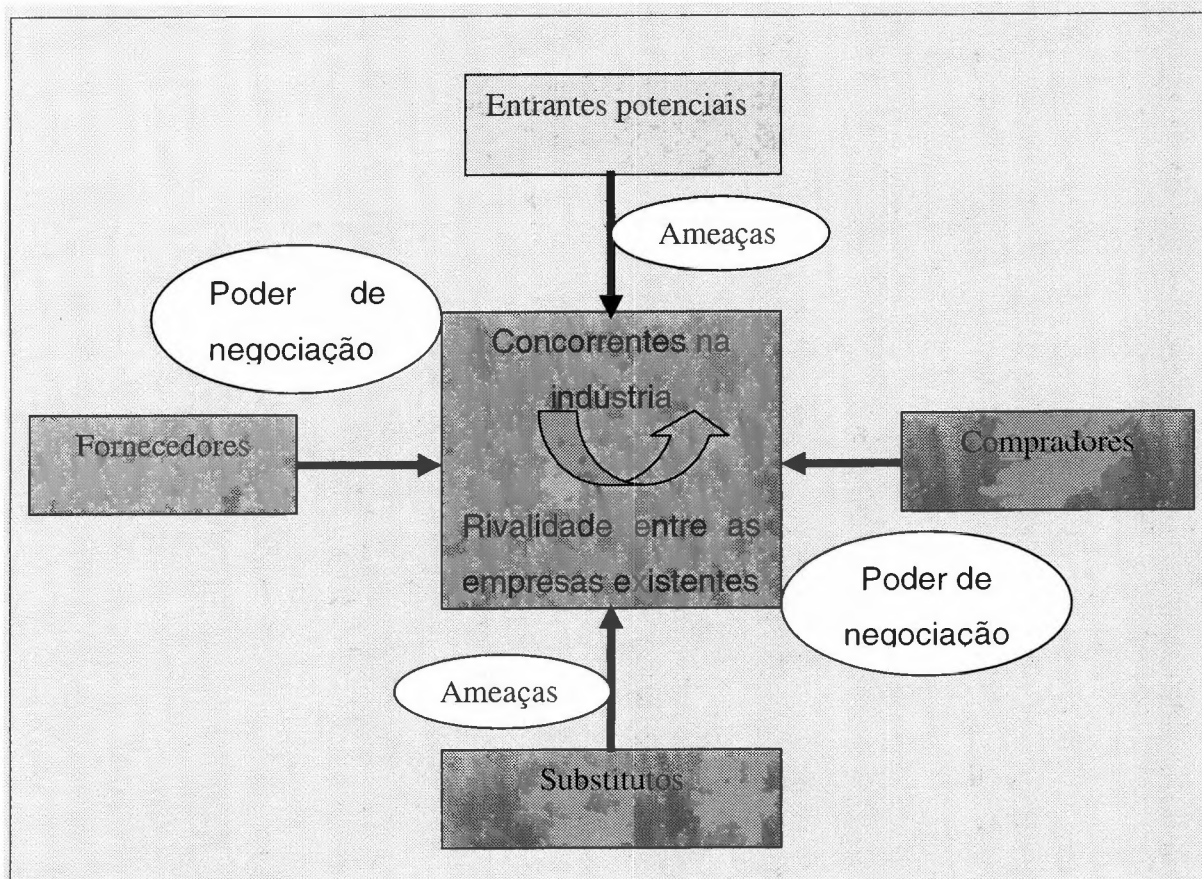 Entrantes potenciais
Ameaças
Poder de
negociação
Concorrentes na
indústria
Fornecedores
Compradores
Rivalidade entre as
empresas existentes
Poder de
negociação
Ameaças
Substitutos